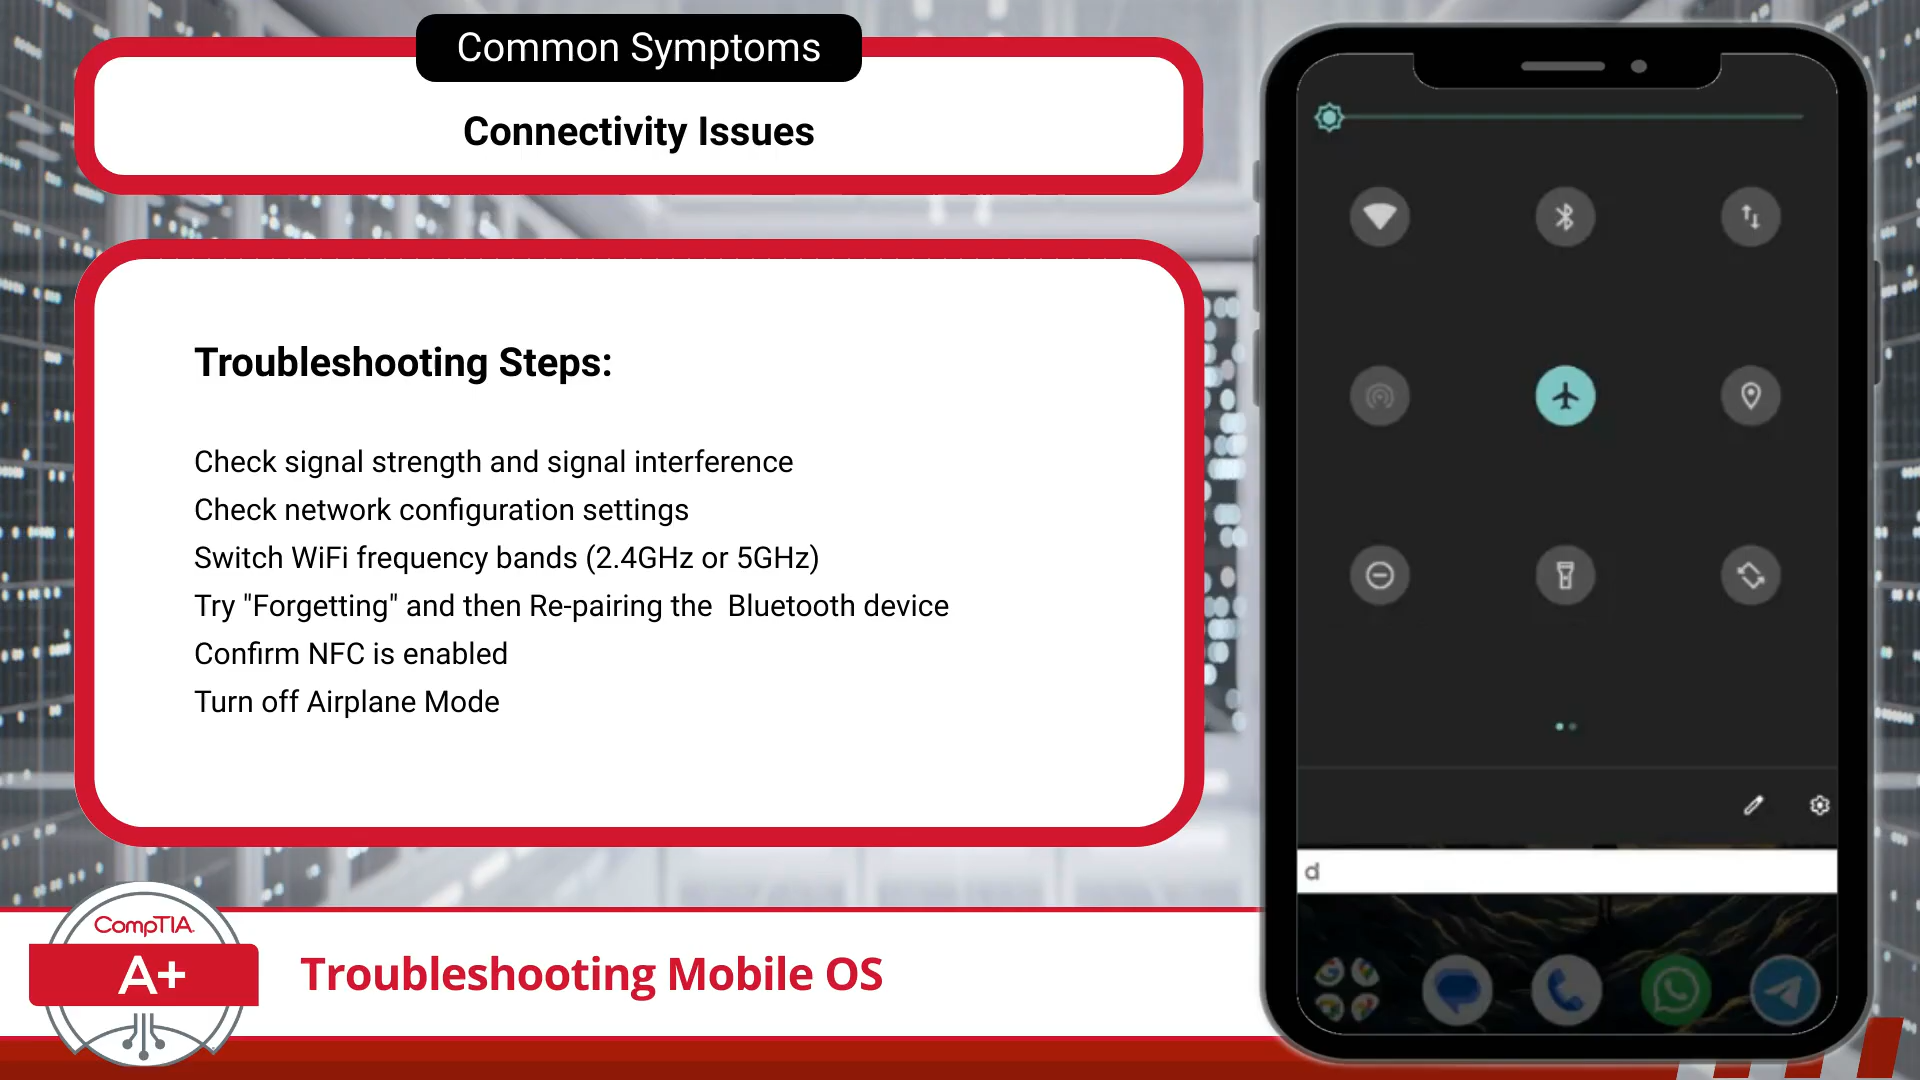 Common Symptoms
Connectivity Issues
Troubleshooting Steps:
Check signal strength and signal interference
Check network configuration settings
Switch WiFi frequency bands (2.4GHz or 5GHz)
Try "Forgetting" and then Re-pairing the  Bluetooth device
Confirm NFC is enabled
Turn off Airplane Mode
d
CompTIA.
A+
Troubleshooting Mobile OS